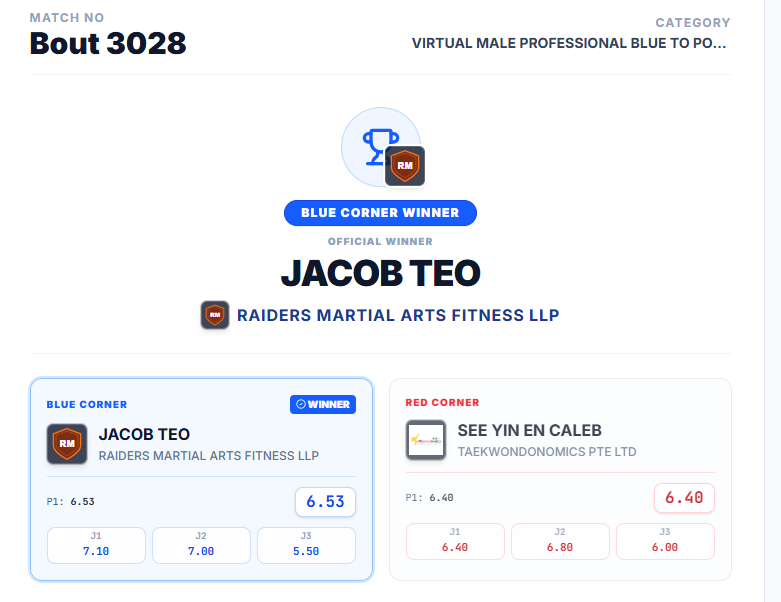 MATCH NO
Bout 3028
CATEGORY
VIRTUAL MALE PROFESSIONAL BLUE TO PO...
RM
BLUE CORNER WINNER
OFFICIAL WINNER
JACOB TEO
RM
RAIDERS MARTIAL ARTS FITNESS LLP
BLUE CORNER
WINNER
RM
JACOB TEO
RAIDERS MARTIAL ARTS FITNESS LLP
P1: 6.53
6.53
J1
7.10
J2
7.00
J3
5.50
RED CORNER
SEE YIN EN CALEB
TAEKWONDONOMICS PTE LTD
P1: 6.40
6.40
J1
6.40
J2
6.80
J3
6.00